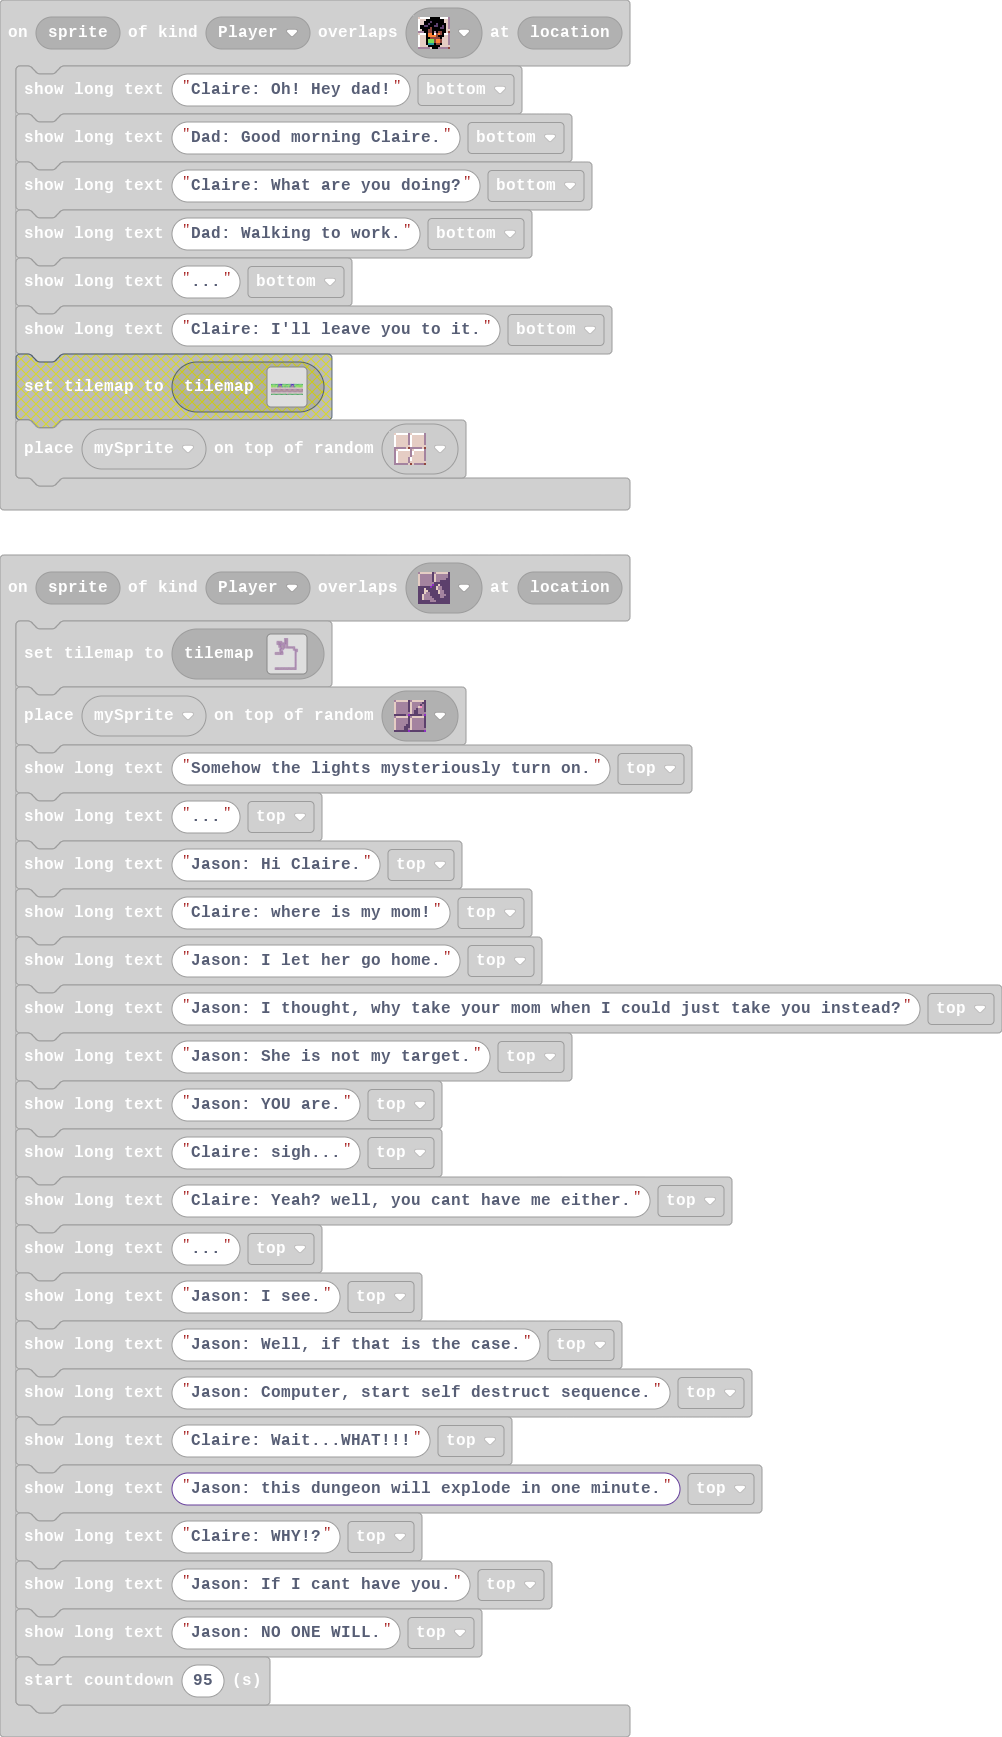 on sprite of kind Player overlaps at location
show long text "Claire: Oh! Hey dad!" bottom
show long text "Dad: Good morning Claire." bottom
show long text "Claire: What are you doing?" bottom
show long text "Dad: Walking to work." bottom
show long text "..." bottom
show long text "Claire: I'll leave you to it." bottom
set tilemap to tilemap
place mySprite on top of random
on sprite of kind Player overlaps at location
set tilemap to tilemap
place mySprite on top of random
show long text "Somehow the lights mysteriously turn on." top
show long text "..." top
show long text "Jason: Hi Claire." top
show long text "Claire: where is my mom!" top
show long text "Jason: I let her go home." top
show long text "Jason: I thought, why take your mom when I could just take you instead?" top
show long text "Jason: She is not my target." top
show long text "Jason: YOU are." top
show long text "Claire: sigh..." top
show long text "Claire: Yeah? well, you cant have me either." top
show long text "..." top
show long text "Jason: I see." top
show long text "Jason: Well, if that is the case." top
show long text "Jason: Computer, start self destruct sequence." top
show long text "Claire: Wait...WHAT!!!" top
show long text "Jason: this dungeon will explode in one minute." top
show long text "Claire: WHY!?" top
show long text "Jason: If I cant have you." top
show long text "Jason: NO ONE WILL." top
start countdown 95 (s)